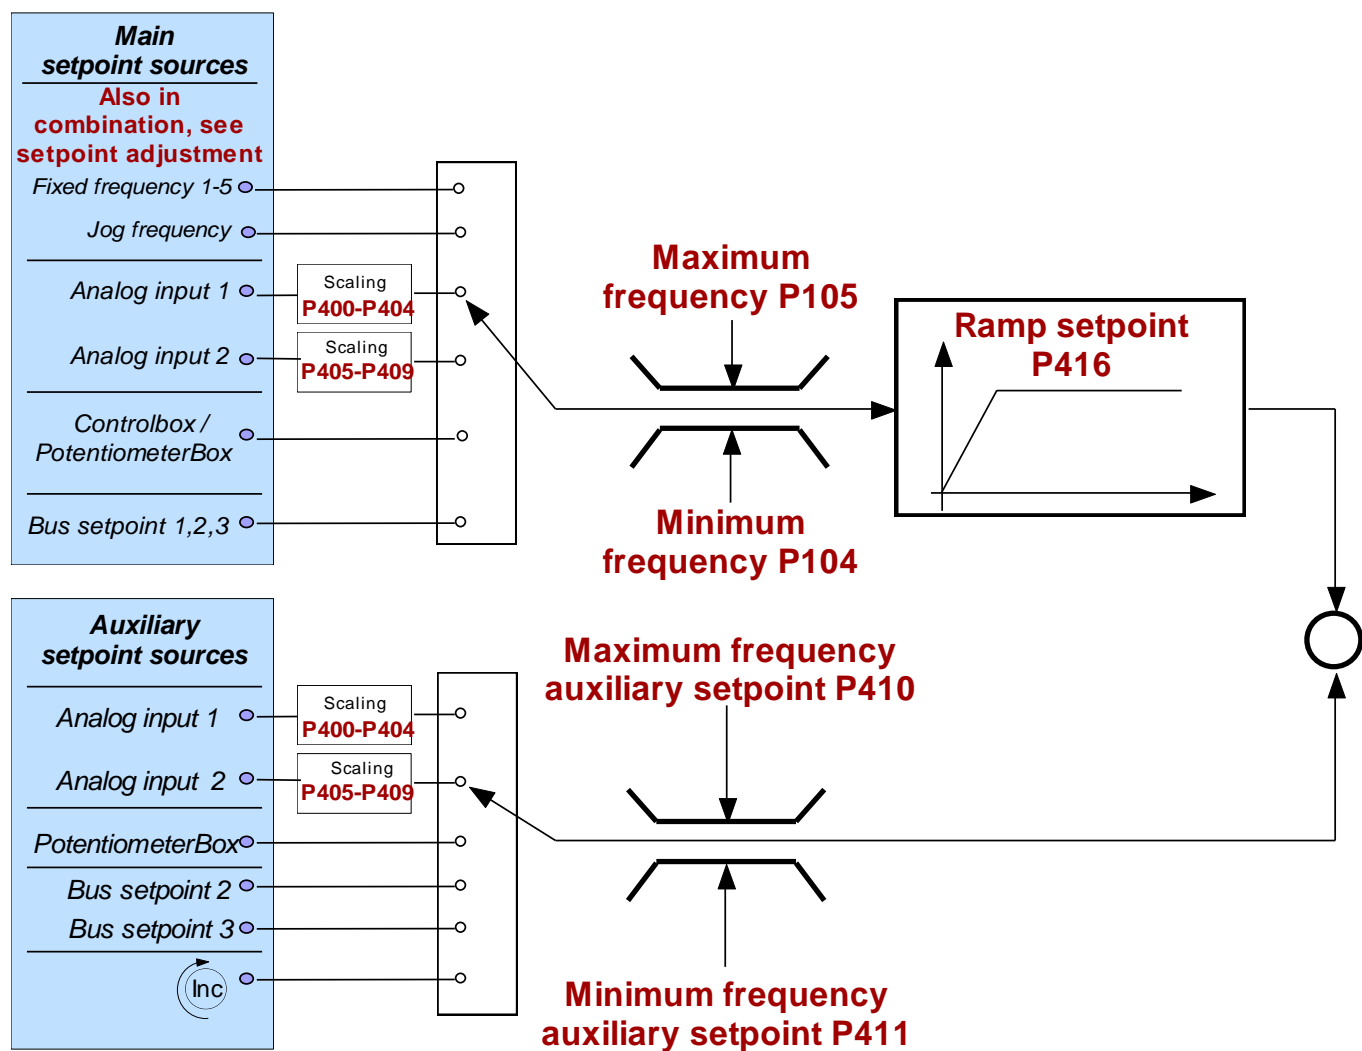 Main
setpoint sources
Also in
combination, see
setpoint adjustment
Fixed frequency 1-5
Jog frequency
Analog input 1
Scaling
P400-P404
Analog input 2
Scaling
P405-P409
Controlbox /
PotentiometerBox
Bus setpoint 1,2,3
Maximum
frequency P105
Minimum
frequency P104
Ramp setpoint
P416
Auxiliary
setpoint sources
Analog input 1
Scaling
P400-P404
Analog input 2
Scaling
P405-P409
PotentiometerBox
Bus setpoint 2
Bus setpoint 3
Inc
Maximum frequency
auxiliary setpoint P410
Minimum frequency
auxiliary setpoint P411